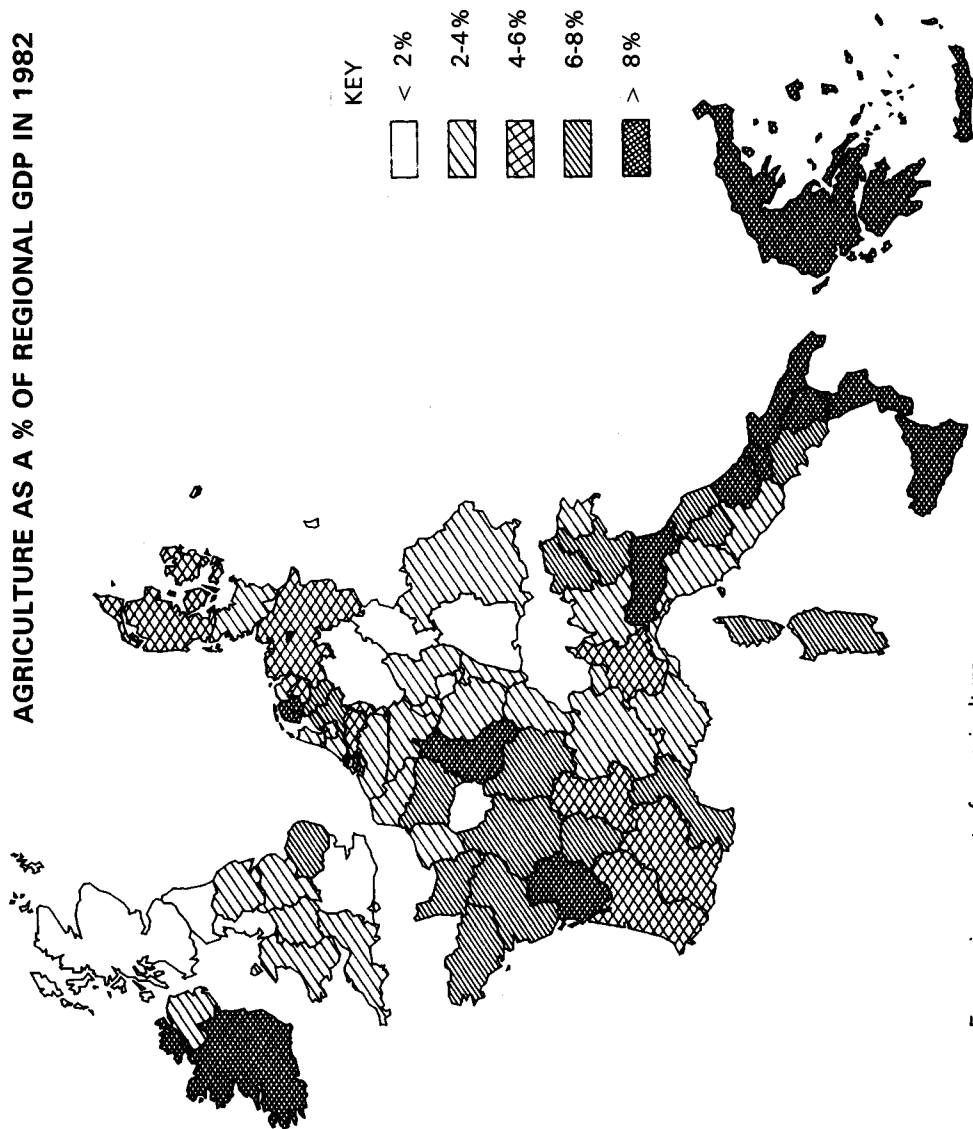 AGRICULTURE AS A % OF REGIONAL GDP IN 1982
KEY
< 2%
2-4%
4-6%
6-8%
> 8%